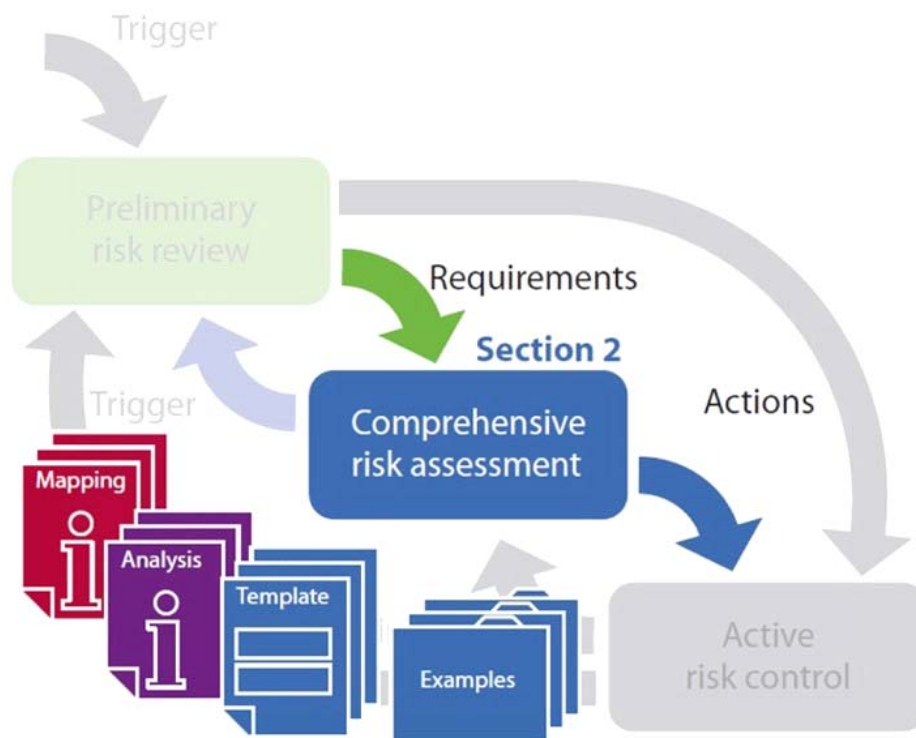 Trigger
Preliminary
risk review
Requirements
Section 2
Actions
Trigger
Comprehensive
risk assessment
Mapping
Analysis
Template
Examples
Active
risk control